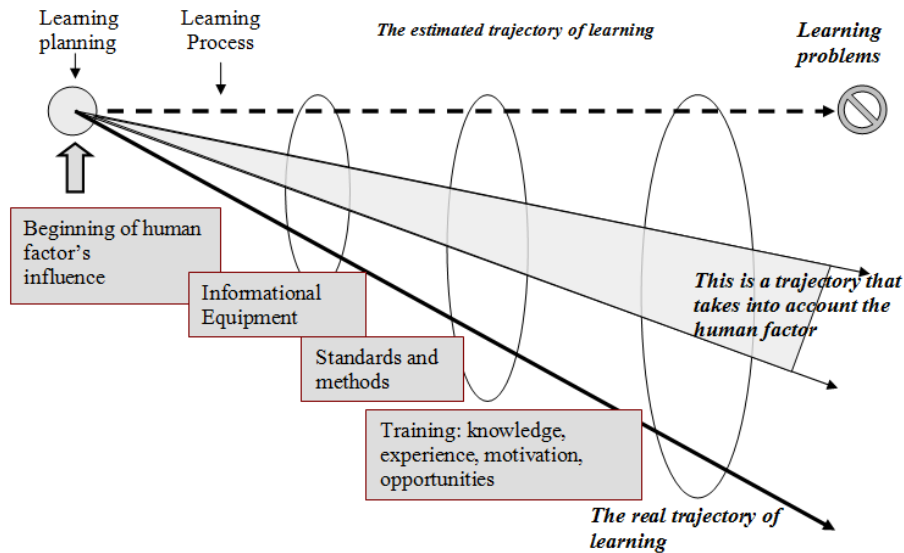 Learning
planning
Learning
Process
The estimated trajectory of learning
Learning
problems
Beginning of human
factor's
influence
Informational
Equipment
Standards and
methods
Training: knowledge,
experience, motivation,
opportunities
This is a trajectory that
takes into account the
human factor
The real trajectory of
learning